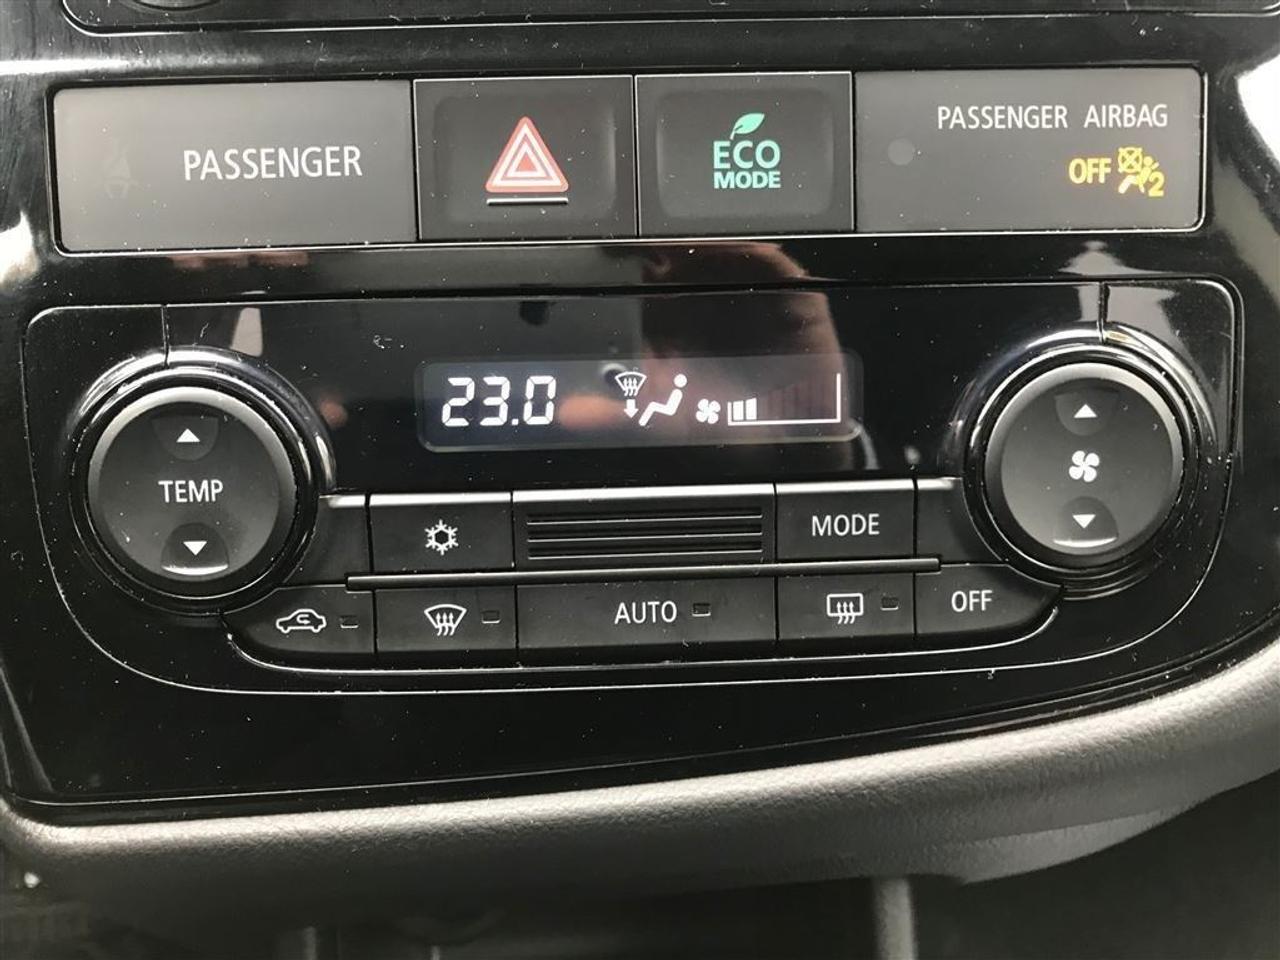 PASSENGER
ECO
MODE
PASSENGER AIRBAG
OFF 2
23.0
TEMP
MODE
AUTO
OFF